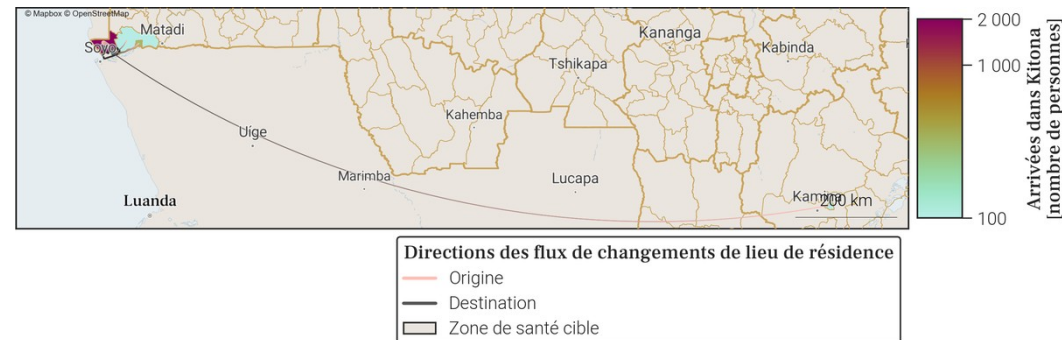 © Mapbox © OpenStreetMap
Matadi
Soyo
Kananga
Kabinda
Tshikapa
Kahemba
Uíge
Marimba
Lucapa
Kamina
200 km
Luanda
2 000
1 000
100
Arrivées dans Kitona
[nombre de personnes]
Directions des flux de changements de lieu de résidence
Origine
Destination
Zone de santé cible